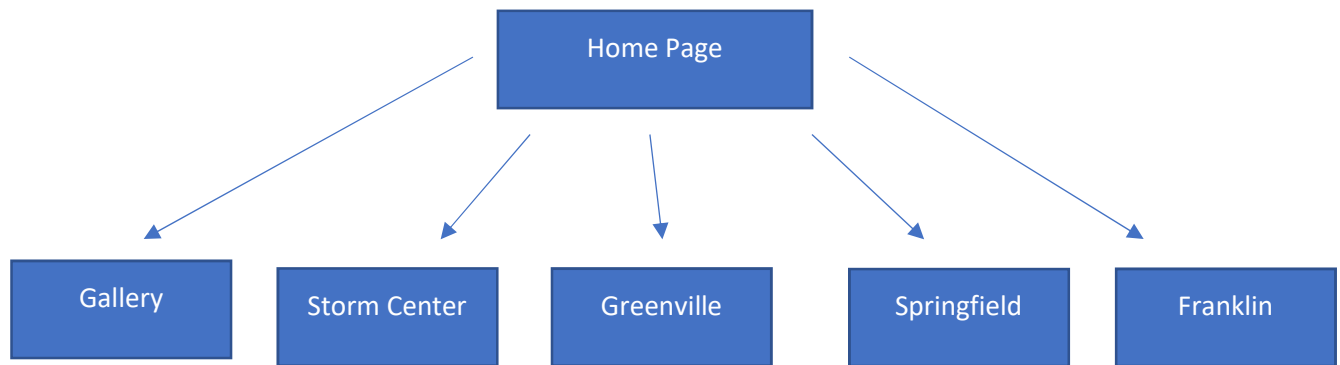 Home Page
Gallery
Storm Center
Greenville
Springfield
Franklin